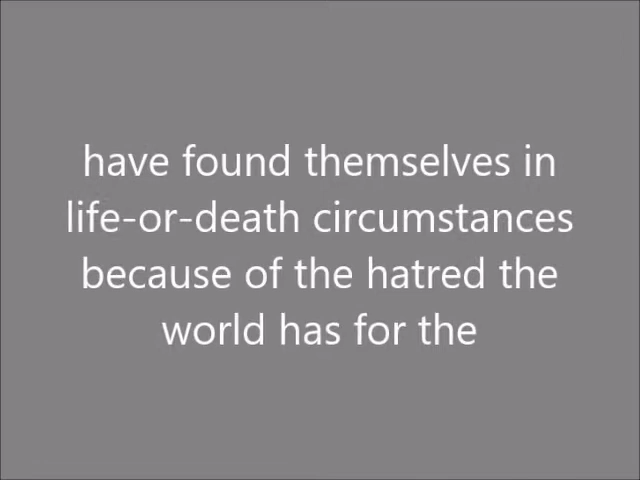 have found themselves in
life-or-death circumstances
because of the hatred the
world has for the